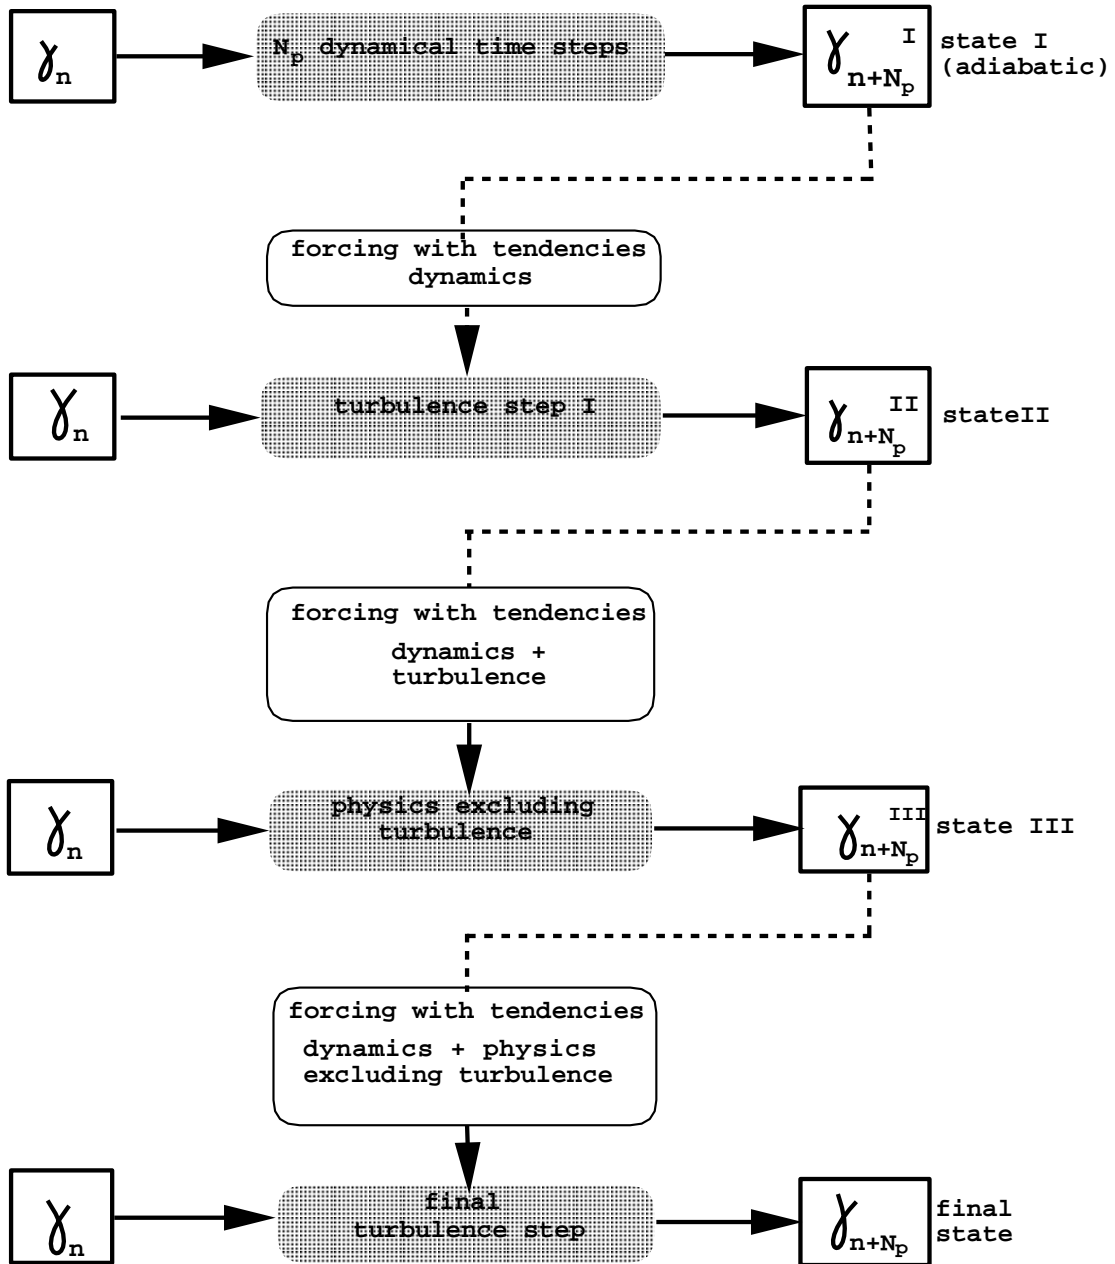 γn
Np dynamical time steps
γn+Np I
state I
(adiabatic)
forcing with tendencies
dynamics
γn
turbulence step I
γn+Np II
stateII
forcing with tendencies
dynamics +
turbulence
γn
physics excluding
turbulence
γn+Np III
state III
forcing with tendencies
dynamics + physics
excluding turbulence
γn
final
turbulence step
γn+Np
final
state